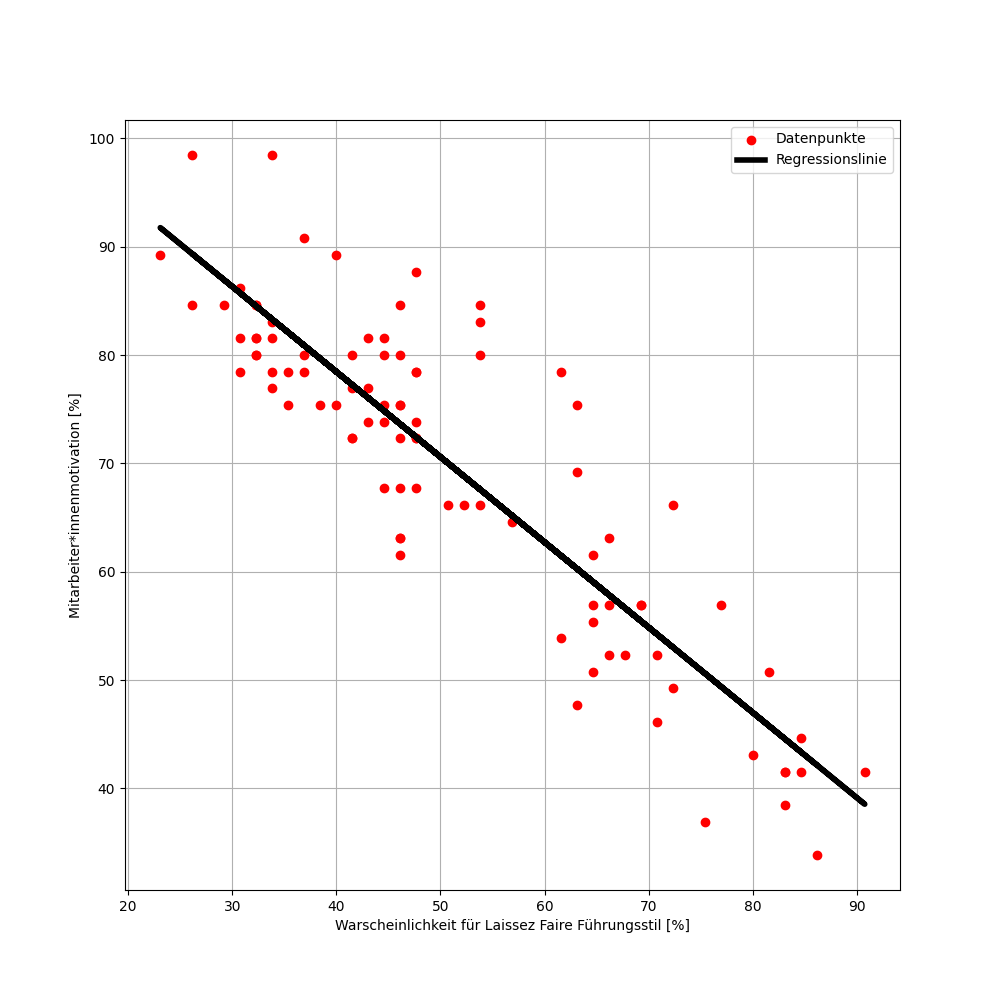 Datenpunkte
Regressionslinie
100
90
80
70
60
50
40
Mitarbeiter*innenmotivation [%]
20 30 40 50 60 70 80 90
Warscheinlichkeit für Laissez Faire Führungsstil [%]